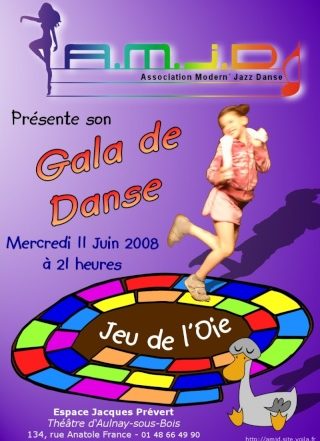 A.M.J.D
Association Modern' Jazz Danse
Présente son
Gala de
Danse
Mercredi 11 Juin 2008
à 21 heures
Jeu de l'Oie
Espace Jacques Prévert
Théâtre d'Aulnay-sous-Bois
134, rue Anatole France - 01 48 66 49 90
http://amjd.site.voila.fr